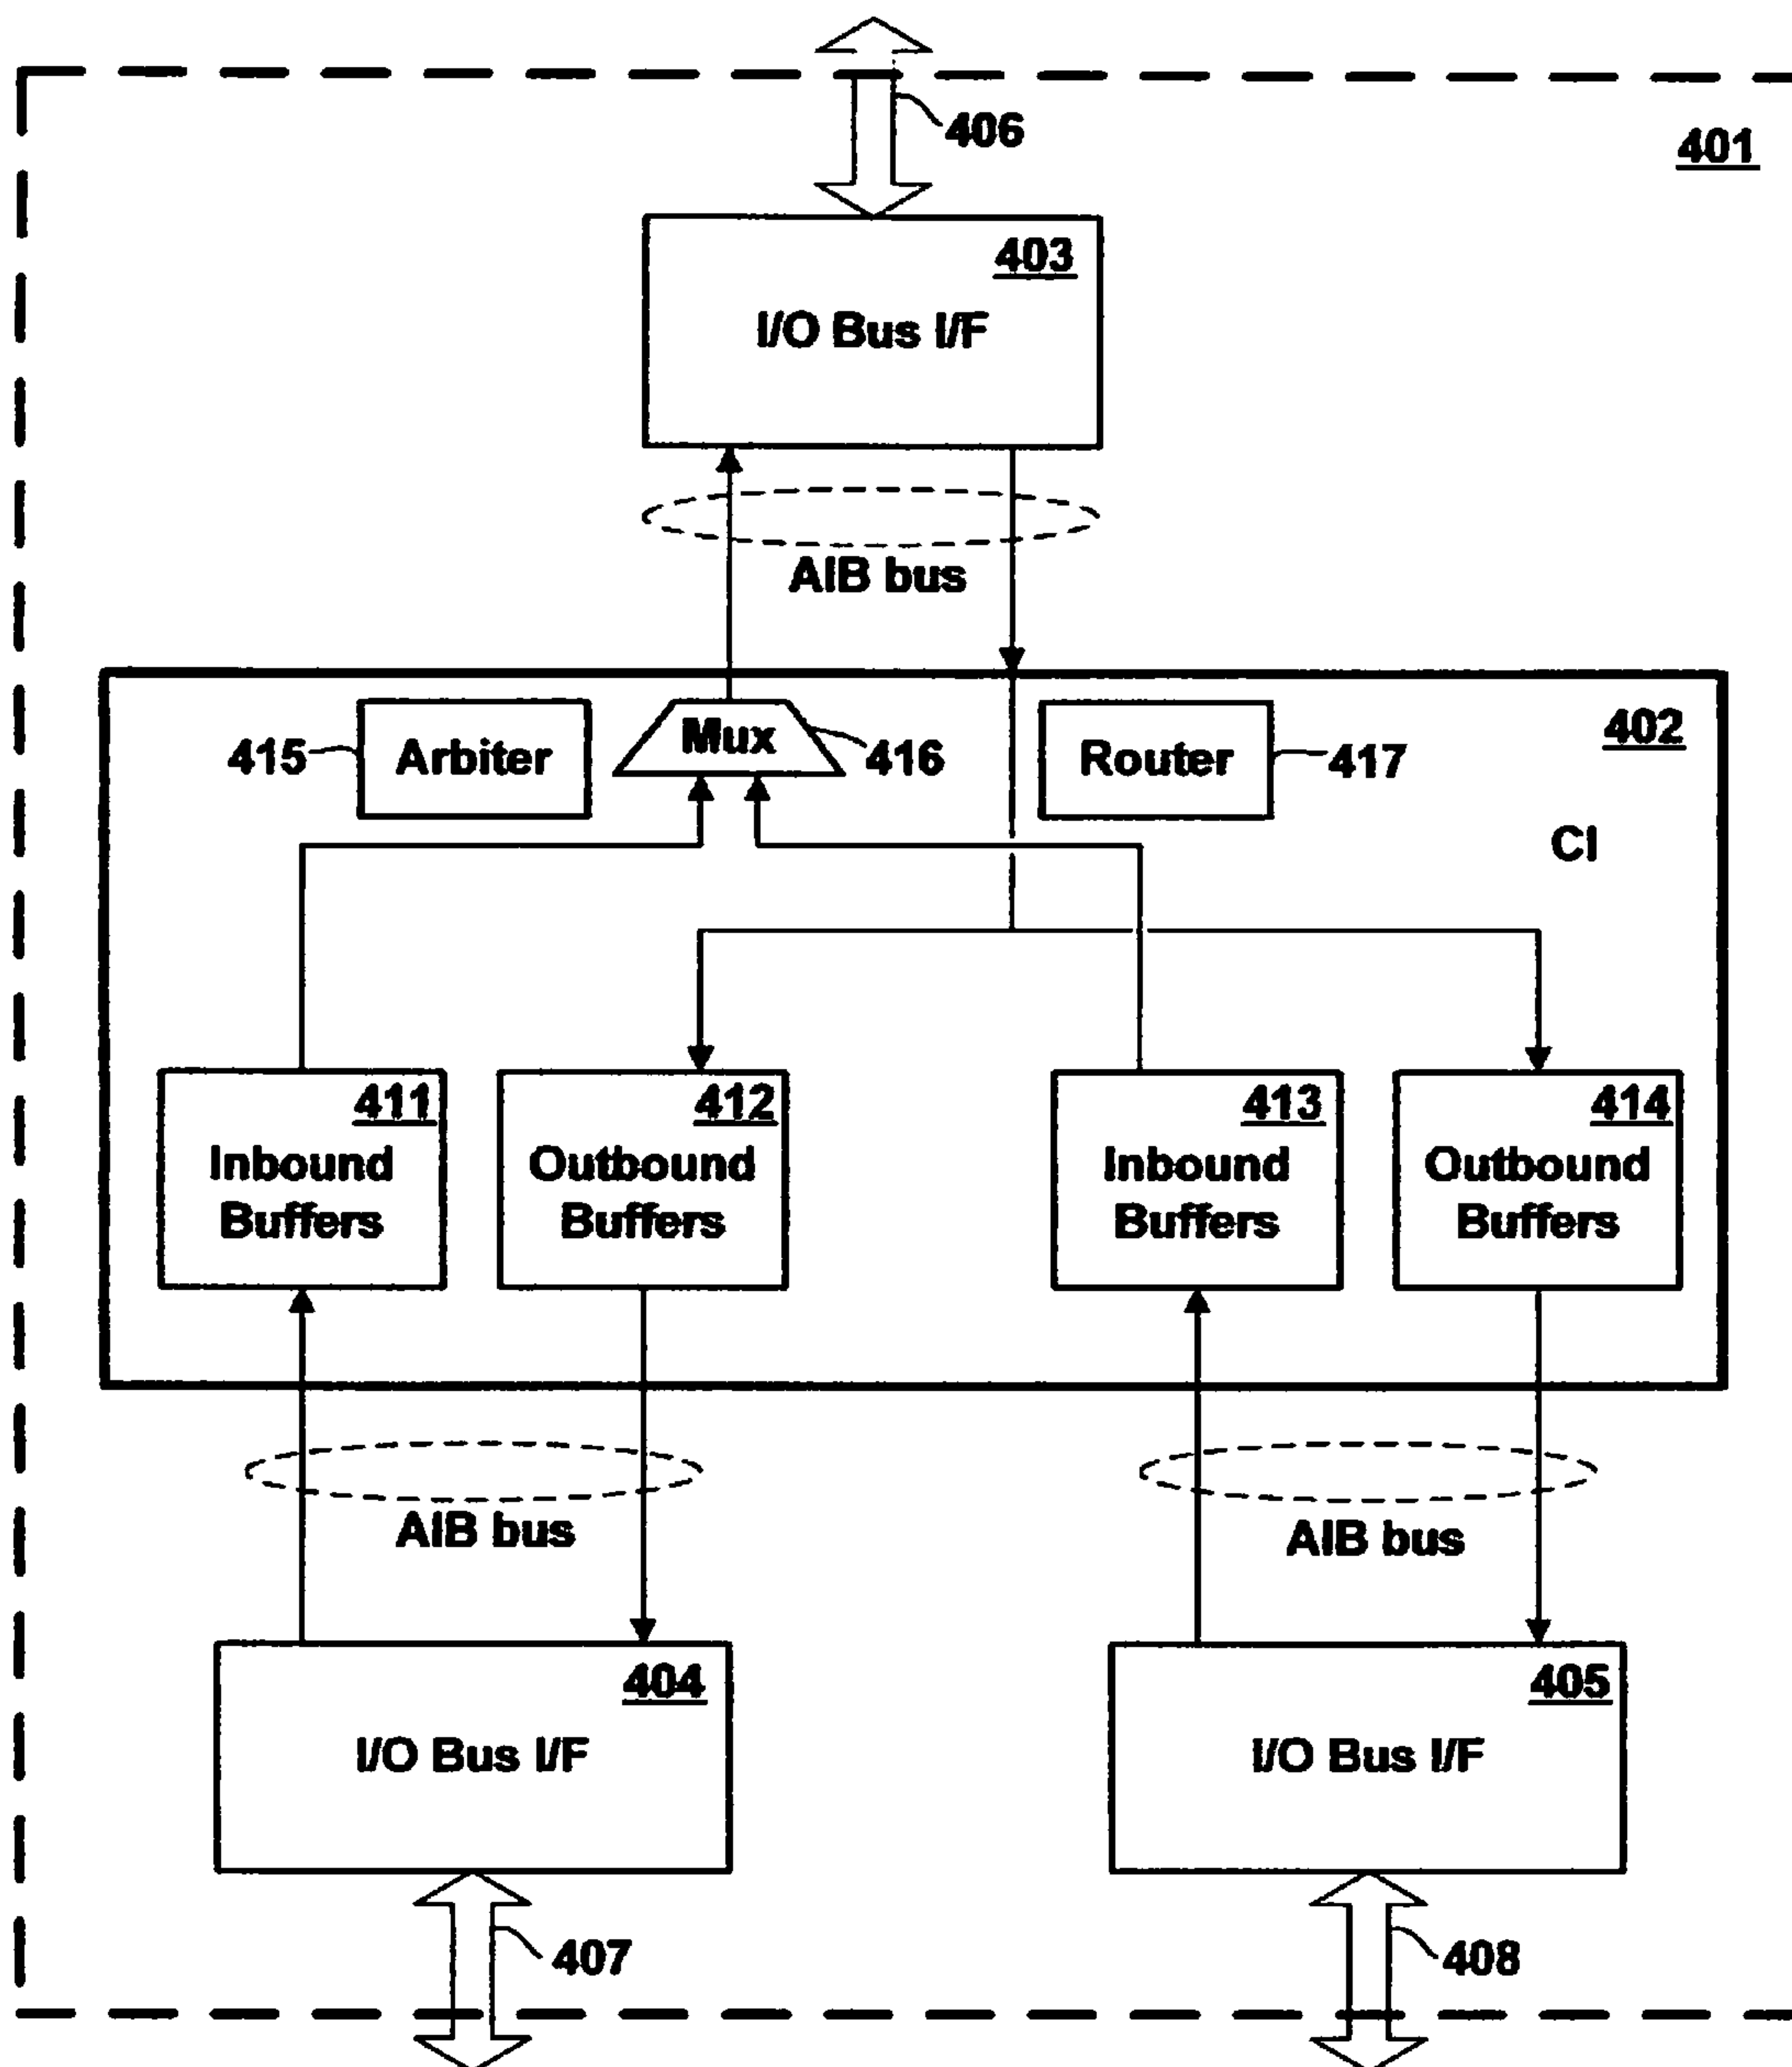 406
401
403
I/O Bus I/F
AIB bus
402
415
Arbiter
Mux
416
Router
417
CI
411
Inbound
Buffers
412
Outbound
Buffers
413
Inbound
Buffers
414
Outbound
Buffers
AIB bus
AIB bus
404
I/O Bus I/F
405
I/O Bus I/F
407
408